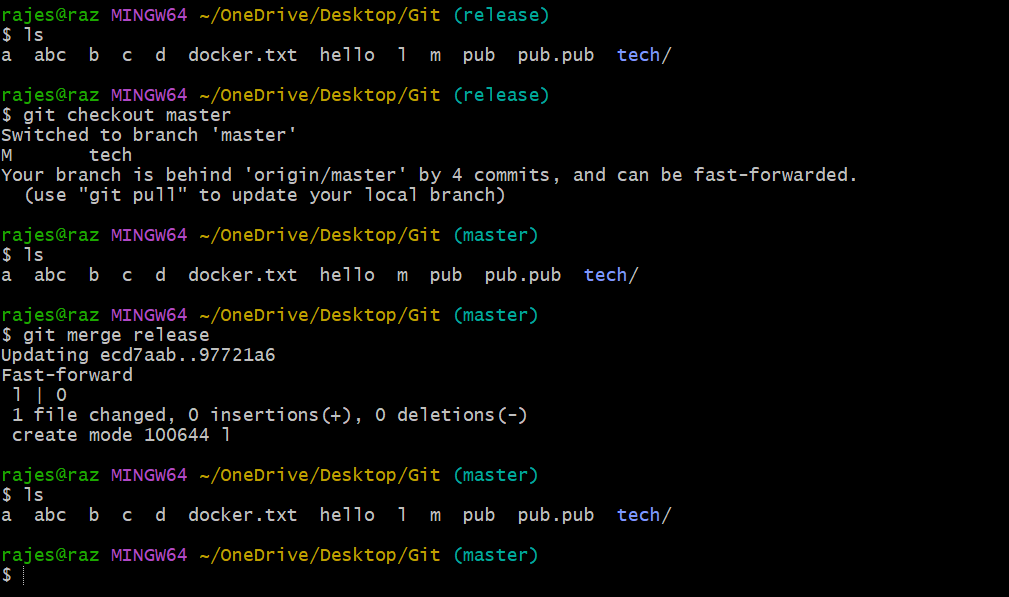 rajes@raz MINGW64 ~/OneDrive/Desktop/Git (release)
$ ls
a  abc  b  c  d  docker.txt  hello  l  m  pub  pub.pub  tech/

rajes@raz MINGW64 ~/OneDrive/Desktop/Git (release)
$ git checkout master
Switched to branch 'master'
M       tech
Your branch is behind 'origin/master' by 4 commits, and can be fast-forwarded.
  (use "git pull" to update your local branch)

rajes@raz MINGW64 ~/OneDrive/Desktop/Git (master)
$ ls
a  abc  b  c  d  docker.txt  hello  m  pub  pub.pub  tech/

rajes@raz MINGW64 ~/OneDrive/Desktop/Git (master)
$ git merge release
Updating ecd7aab..97721a6
Fast-forward
 l | 0
 1 file changed, 0 insertions(+), 0 deletions(-)
 create mode 100644 l

rajes@raz MINGW64 ~/OneDrive/Desktop/Git (master)
$ ls
a  abc  b  c  d  docker.txt  hello  l  m  pub  pub.pub  tech/

rajes@raz MINGW64 ~/OneDrive/Desktop/Git (master)
$